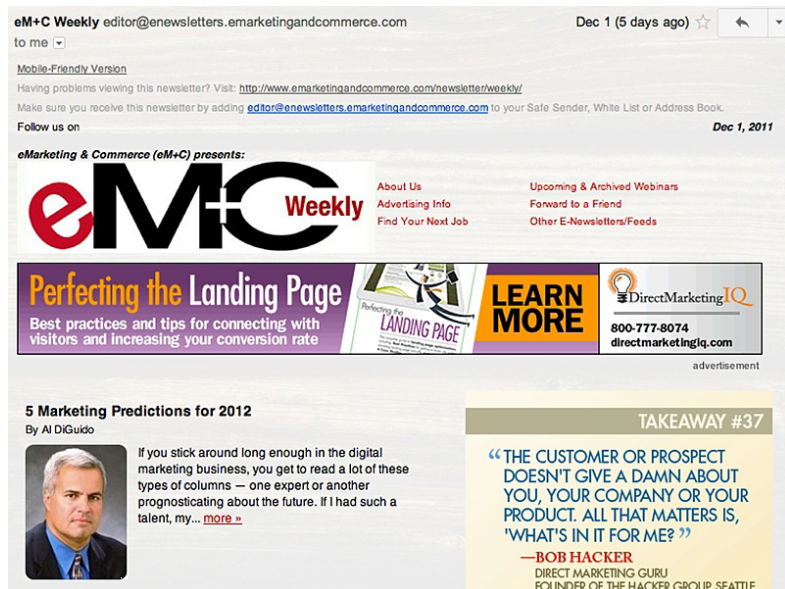 eM+C Weekly editor@enewsletters.emarketingandcommerce.com
Dec 1 (5 days ago)
to me
Mobile-Friendly Version
Having problems viewing this newsletter? Visit: http://www.emarketingandcommerce.com/newsletter/weekly/
Make sure you receive this newsletter by adding editor@enewsletters.emarketingandcommerce.com to your Safe Sender, White List or Address Book.
Follow us on
Dec 1, 2011
eMarketing & Commerce (eM+C) presents:
eM+C Weekly
About Us
Advertising Info
Find Your Next Job
Upcoming & Archived Webinars
Forward to a Friend
Other E-Newsletters/Feeds
Perfecting the Landing Page
Best practices and tips for connecting with
visitors and increasing your conversion rate
Perfecting the
LANDING PAGE
LEARN
MORE
DirectMarketingIQ
800-777-8074
directmarketingiq.com
advertisement
5 Marketing Predictions for 2012
By Al DiGuido
If you stick around long enough in the digital
marketing business, you get to read a lot of these
types of columns — one expert or another
prognosticating about the future. If I had such a
talent, my... more »
TAKEAWAY #37
“ THE CUSTOMER OR PROSPECT
DOESN'T GIVE A DAMN ABOUT
YOU, YOUR COMPANY OR YOUR
PRODUCT. ALL THAT MATTERS IS,
'WHAT'S IN IT FOR ME? ”
—BOB HACKER
DIRECT MARKETING GURU
FOUNDER OF THE HACKER GROUP, SEATTLE